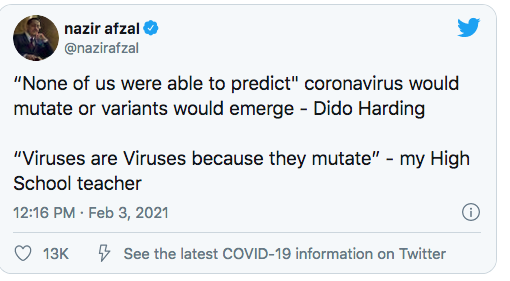 nazir afzal
@nazirafzal
“None of us were able to predict" coronavirus would
mutate or variants would emerge - Dido Harding
“Viruses are Viruses because they mutate” - my High
School teacher
12:16 PM · Feb 3, 2021
13K See the latest COVID-19 information on Twitter